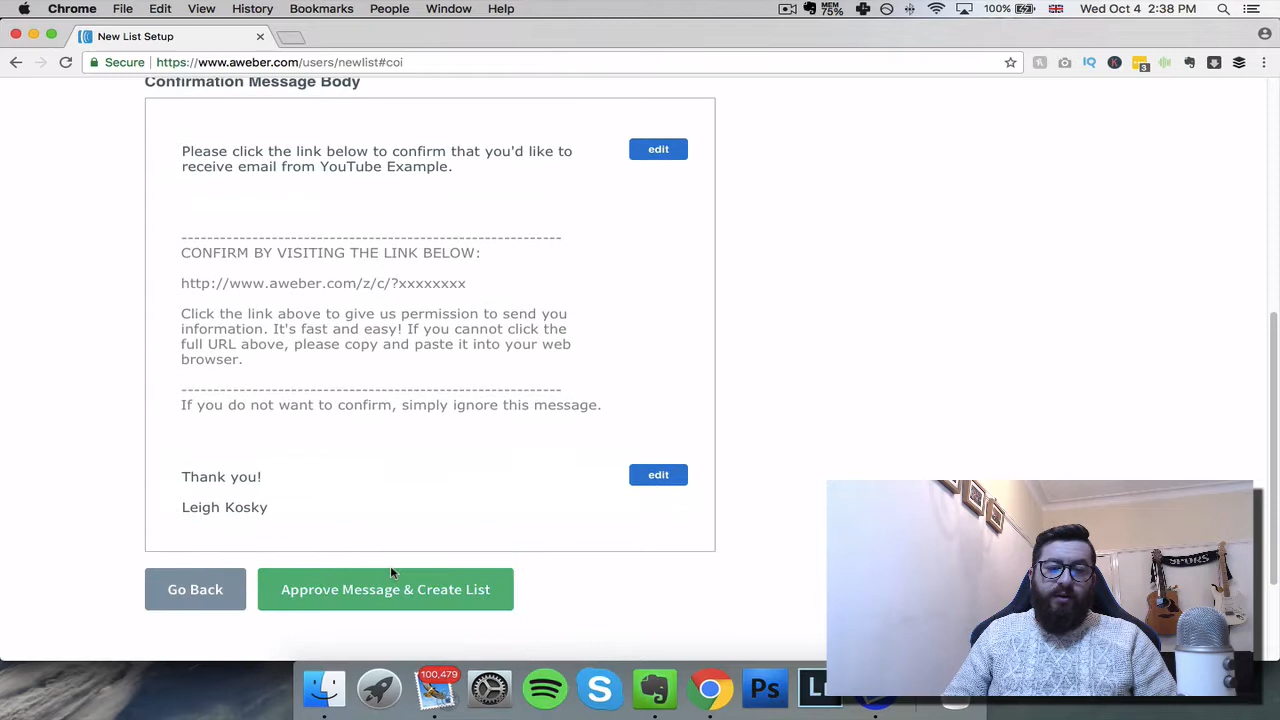 Chrome File Edit View History Bookmarks People Window Help MEM 75% 100% Wed Oct 4 2:38 PM
New List Setup
Secure https://www.aweber.com/users/newlist#coi
3
Confirmation Message Body
Please click the link below to confirm that you'd like to edit
receive email from YouTube Example.
------------------------------------------------------------
CONFIRM BY VISITING THE LINK BELOW:
http://www.aweber.com/z/c/?xxxxxxxx
Click the link above to give us permission to send you
information. It's fast and easy! If you cannot click the
full URL above, please copy and paste it into your web
browser.
------------------------------------------------------------
If you do not want to confirm, simply ignore this message.
Thank you! edit
Leigh Kosky
Go Back Approve Message & Create List
100,479
S Ps